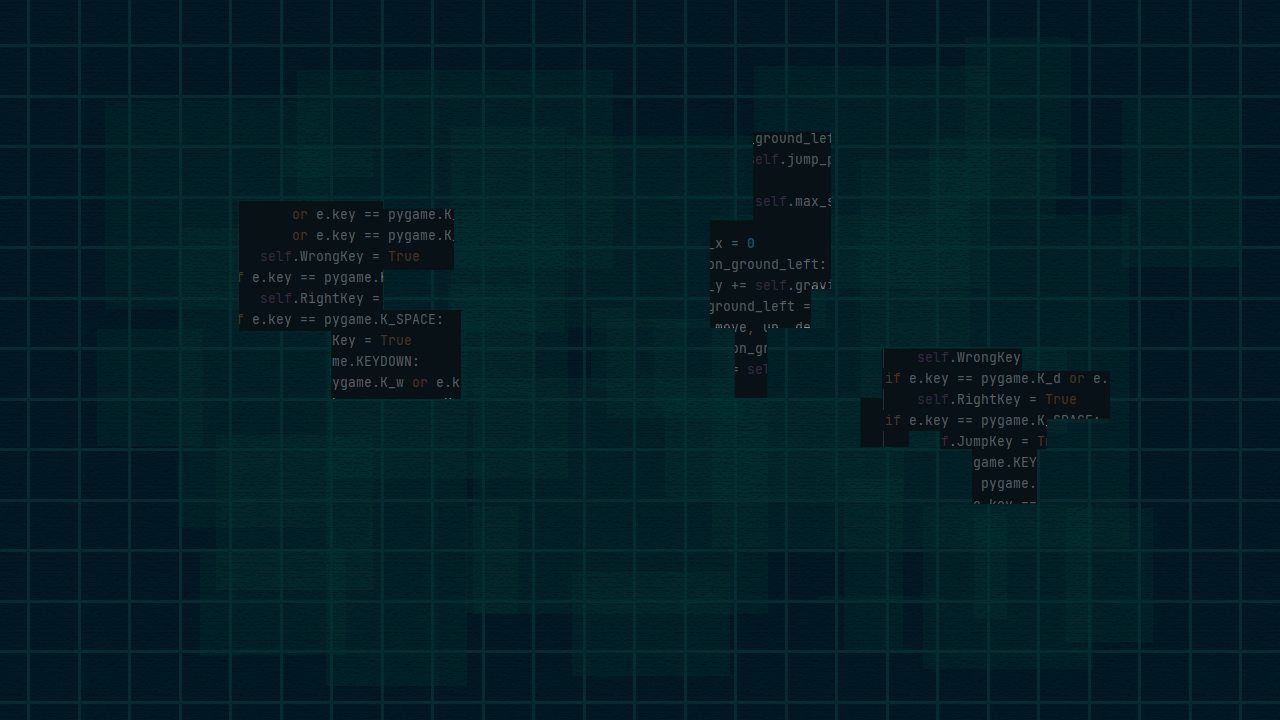 or e.key == pygame.K_
or e.key == pygame.K_
self.WrongKey = True
e.key == pygame.
self.RightKey =
e.key == pygame.K_SPACE:
Key = True
me.KEYDOWN:
ygame.K_w or e.k
_ground_lef
self.jump_p
self.max_s
_x = 0
on_ground_left:
_y += self.gravi
ground_left =
move, up, de
on_gr
= sel
self.WrongKey
if e.key == pygame.K_d or e.
self.RightKey = True
if e.key == pygame.K_SPACE:
f.JumpKey = T
game.KEY
pygame.
e.key ==